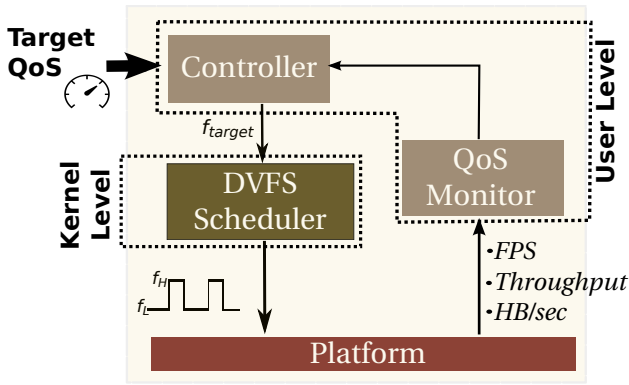 Target
QoS
Controller
User Level
f_target
Kernel
Level
DVFS
Scheduler
QoS
Monitor
f_H
f_L
•FPS
•Throughput
•HB/sec
Platform